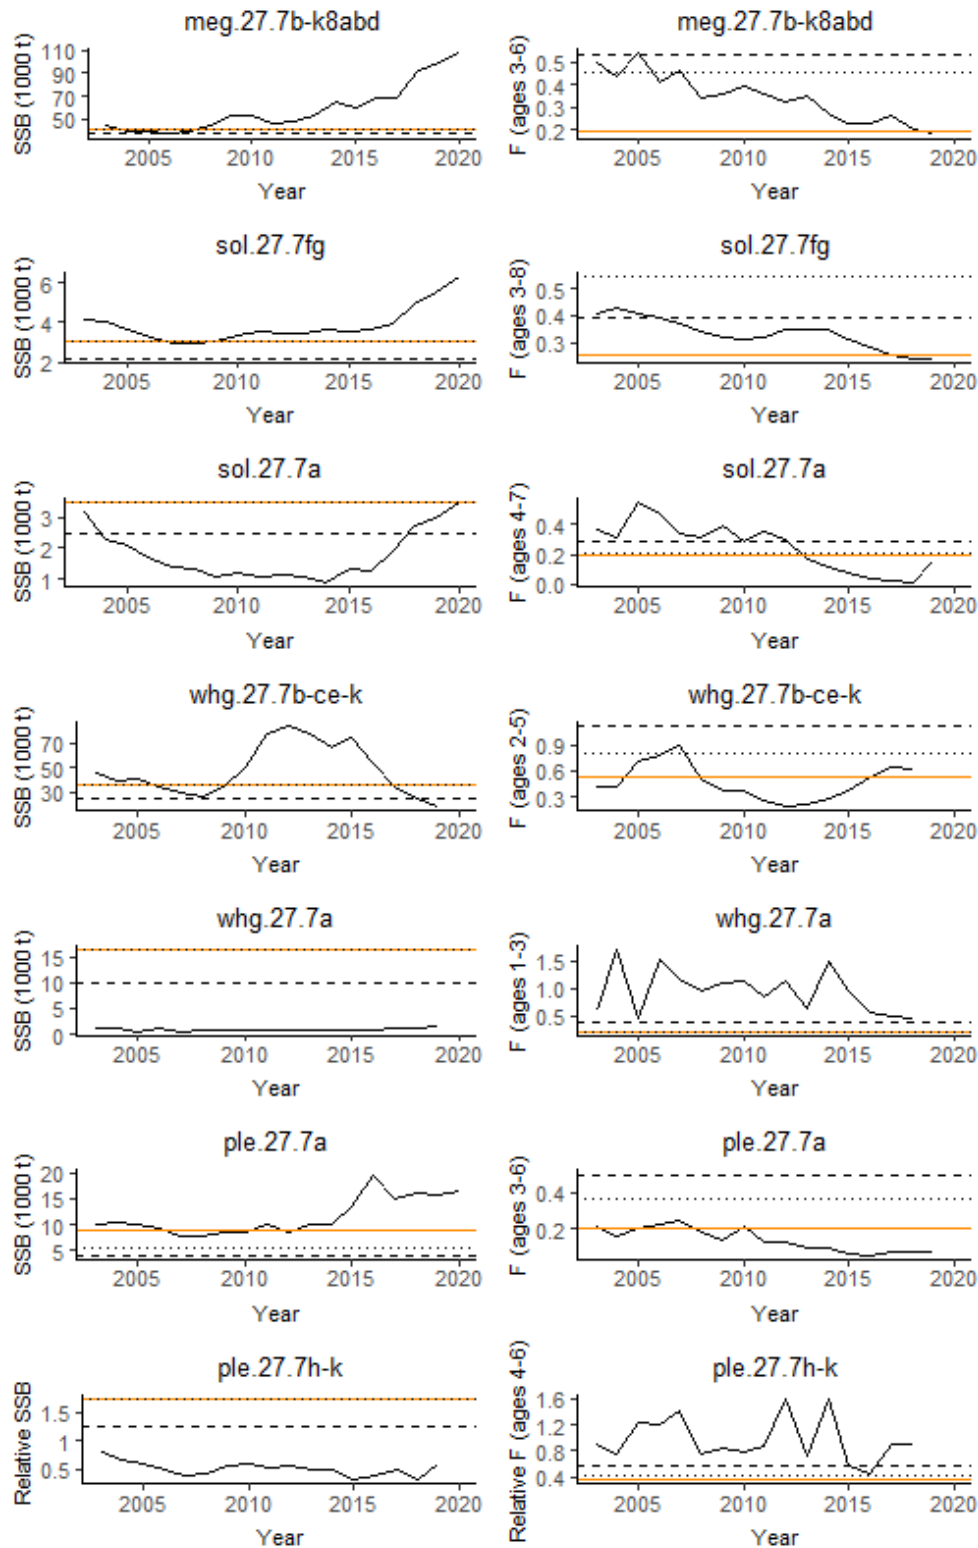 meg.27.7b-k8abd
SSB (1000 t)
110
90
70
50
2005 2010 2015 2020
Year
meg.27.7b-k8abd
F (ages 3-6)
0.5
0.4
0.3
0.2
2005 2010 2015 2020
Year
sol.27.7fg
SSB (1000 t)
6
4
2
2005 2010 2015 2020
Year
sol.27.7fg
F (ages 3-8)
0.5
0.4
0.3
2005 2010 2015 2020
Year
sol.27.7a
SSB (1000 t)
3
2
1
2005 2010 2015 2020
Year
sol.27.7a
F (ages 4-7)
0.4
0.2
0.0
2005 2010 2015 2020
Year
whg.27.7b-ce-k
SSB (1000 t)
70
50
30
2005 2010 2015 2020
Year
whg.27.7b-ce-k
F (ages 2-5)
0.9
0.6
0.3
2005 2010 2015 2020
Year
whg.27.7a
SSB (1000 t)
15
10
5
0
2005 2010 2015 2020
Year
whg.27.7a
F (ages 1-3)
1.5
1.0
0.5
2005 2010 2015 2020
Year
ple.27.7a
SSB (1000 t)
20
15
10
5
2005 2010 2015 2020
Year
ple.27.7a
F (ages 3-6)
0.4
0.2
2005 2010 2015 2020
Year
ple.27.7h-k
Relative SSB
1.5
1
0.5
2005 2010 2015 2020
Year
ple.27.7h-k
Relative F (ages 4-6)
1.6
1.2
0.8
0.4
2005 2010 2015 2020
Year